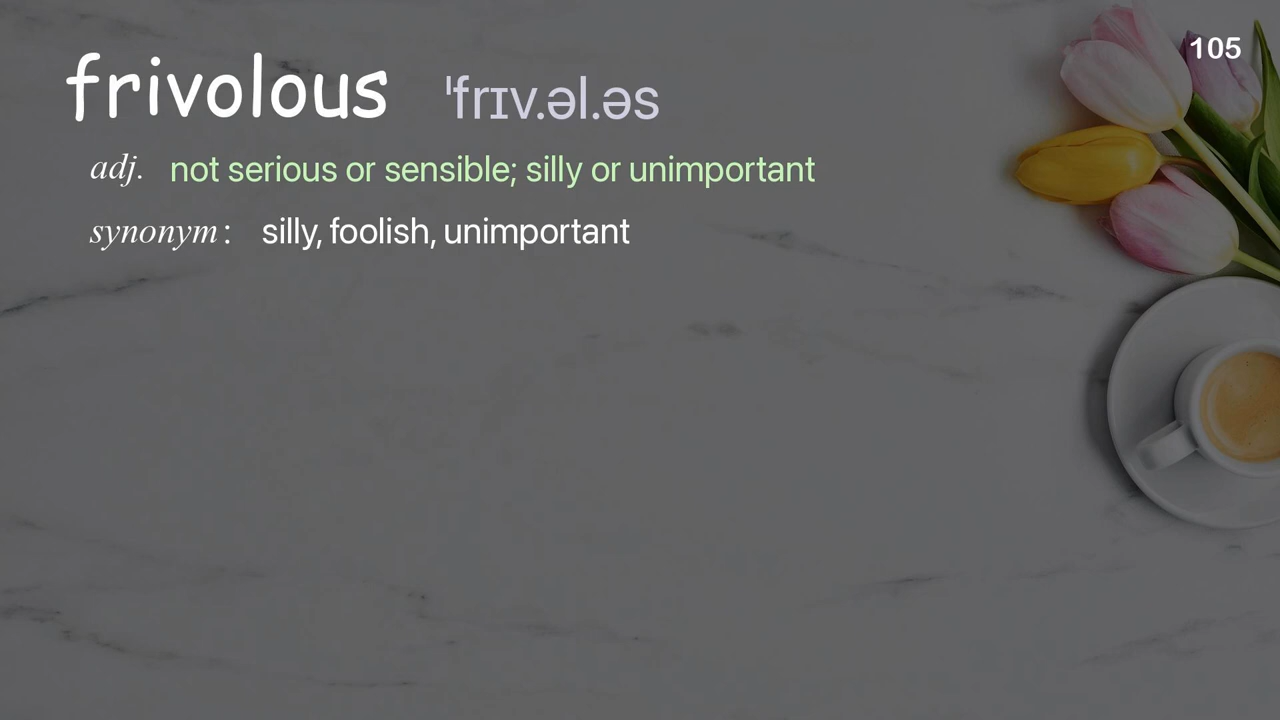 105
frivolous ˈfrɪv.əl.əs
adj. not serious or sensible; silly or unimportant
synonym: silly, foolish, unimportant